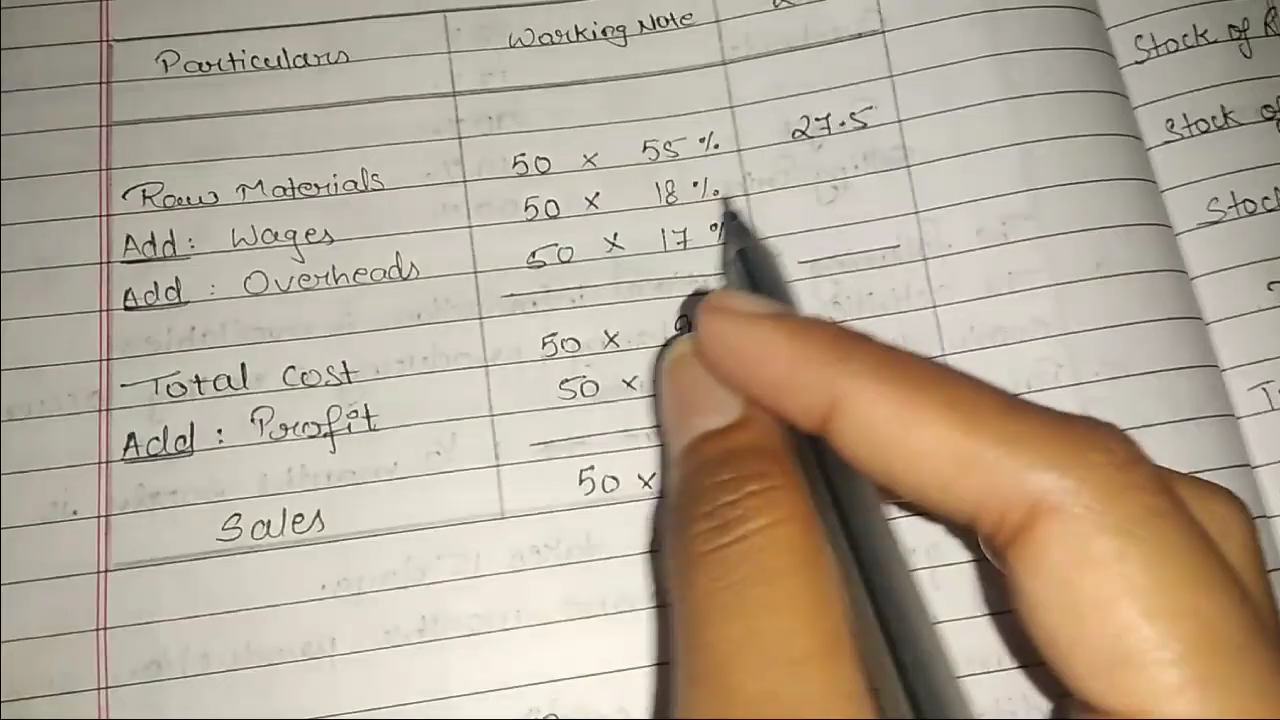 Particulars Working Note
Raw Materials 50 x 55% 27.5
Add: Wages 50 x 18%
Add: Overheads 50 x 17%
Total Cost 50 x
Add: Profit 50 x
Sales 50 x
Stock of
Stock of
Stock